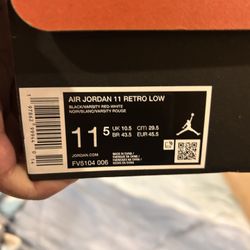 AIR JORDAN 11 RETRO LOW
BLACK/VARSITY RED-WHITE
NOIR/BLANC/VARSITY ROUGE
11 5
UK 10.5 CM 29.5
BR 43.5 EUR 45.5
JORDAN.COM
FV5104 006